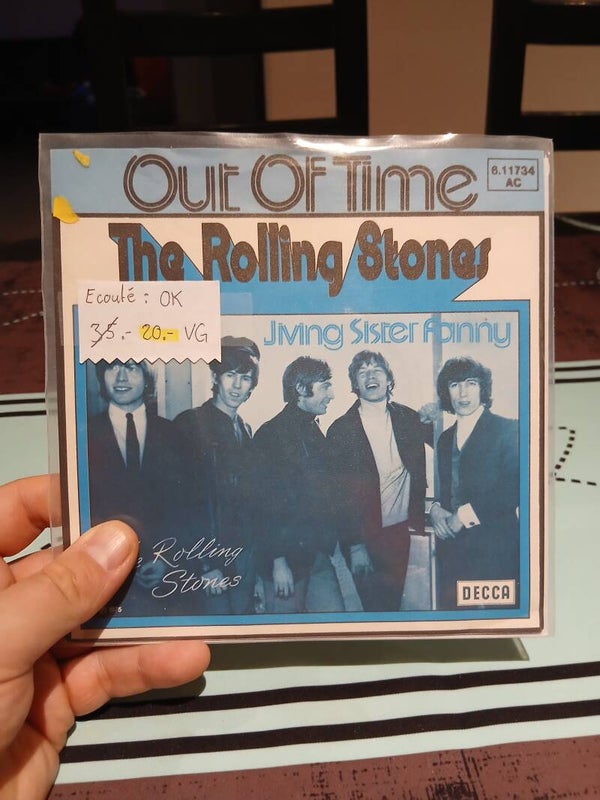 Out Of Time
6.11734
AC
The Rolling Stones
Ecouté : OK
35.- 20.- VG
Jiving Sister Fanny
Rolling
Stones
DECCA